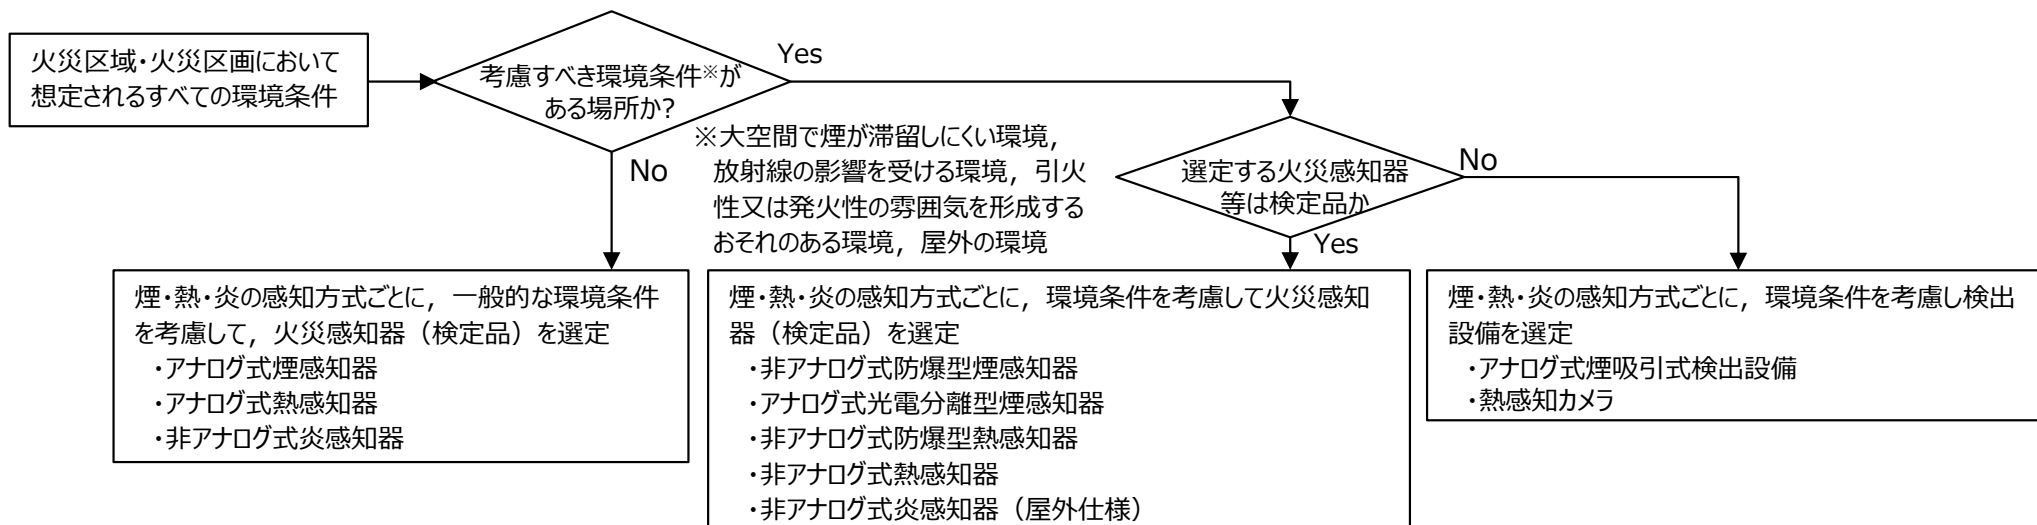 火災区域・火災区画において
想定されるすべての環境条件
考慮すべき環境条件※が
ある場所か?
Yes
No
※大空間で煙が滞留しにくい環境,
放射線の影響を受ける環境, 引火
性又は発火性の雰囲気を形成する
おそれのある環境, 屋外の環境
選定する火災感知器
等は検定品か
No
Yes
煙・熱・炎の感知方式ごとに, 一般的な環境条件
を考慮して, 火災感知器（検定品）を選定
・アナログ式煙感知器
・アナログ式熱感知器
・非アナログ式炎感知器
煙・熱・炎の感知方式ごとに, 環境条件を考慮して火災感知
器（検定品）を選定
・非アナログ式防爆型煙感知器
・アナログ式光電分離型煙感知器
・非アナログ式防爆型熱感知器
・非アナログ式熱感知器
・非アナログ式炎感知器（屋外仕様）
煙・熱・炎の感知方式ごとに, 環境条件を考慮し検出
設備を選定
・アナログ式煙吸引式検出設備
・熱感知カメラ